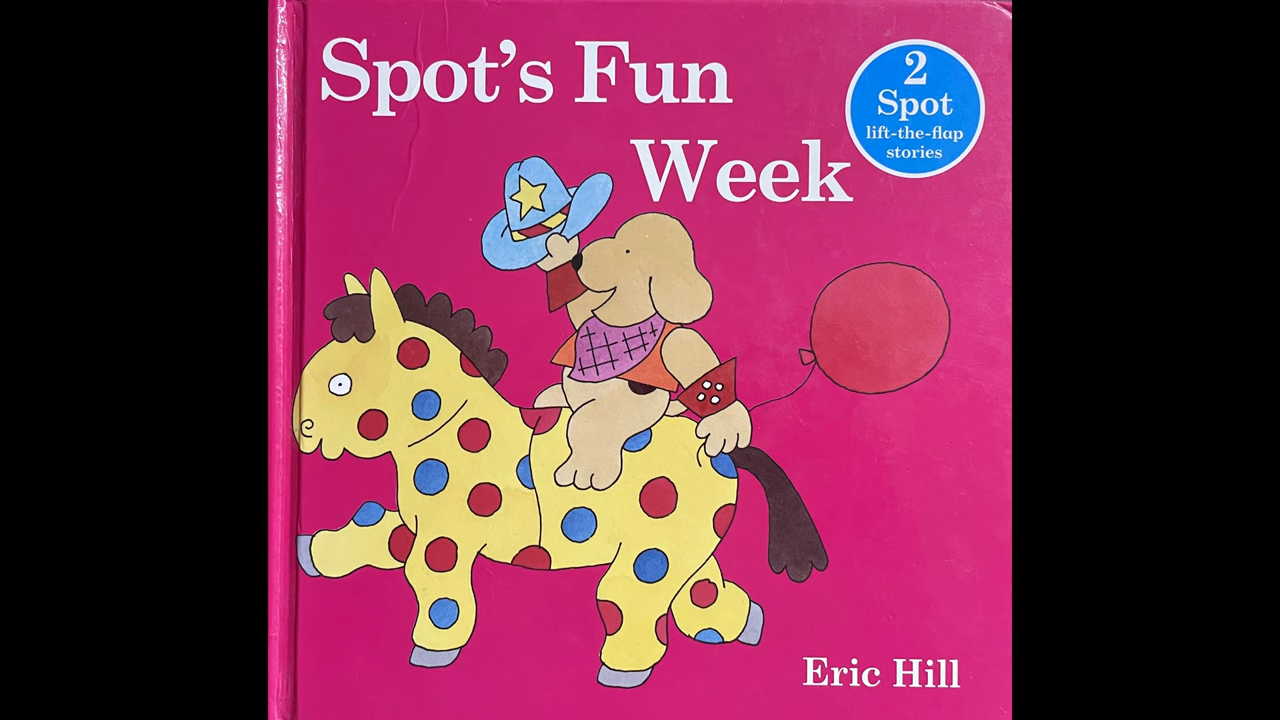 Spot's Fun
Week
2
Spot
lift-the-flap
stories
Eric Hill